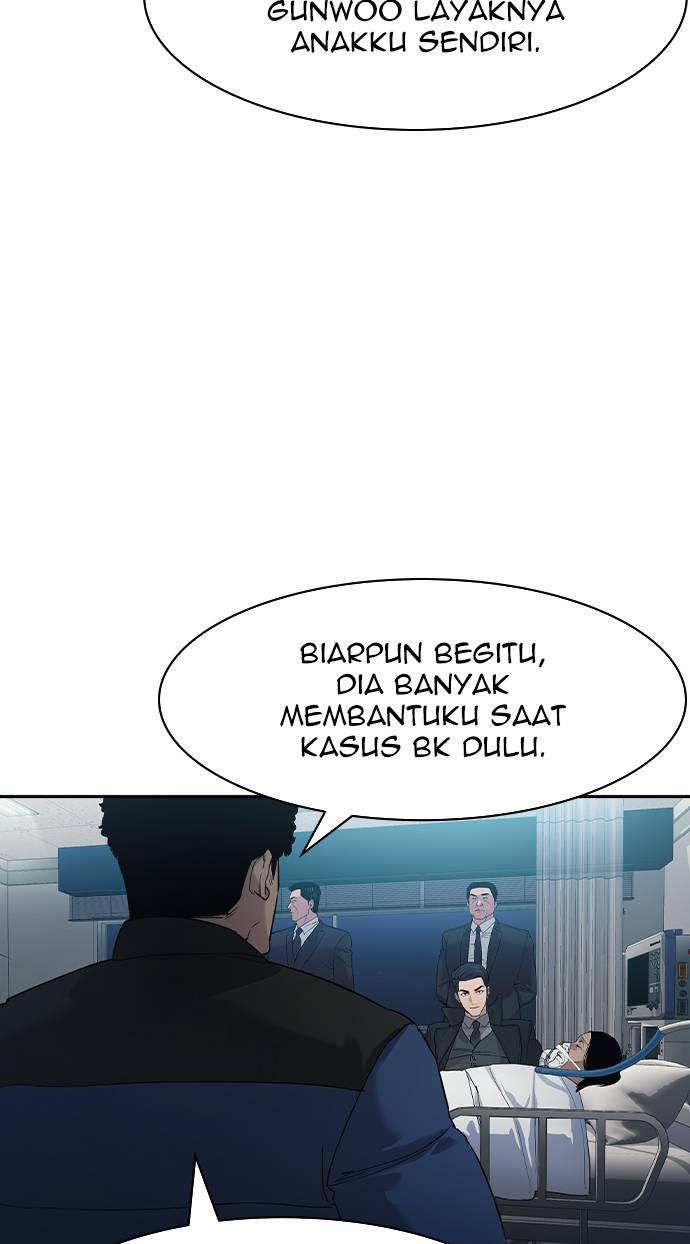 GUNWOO LAYAKNYA
ANAKKU SENDIRI.
BIARPUN BEGITU,
DIA BANYAK
MEMBANTUKU SAAT
KASUS BK DULU.